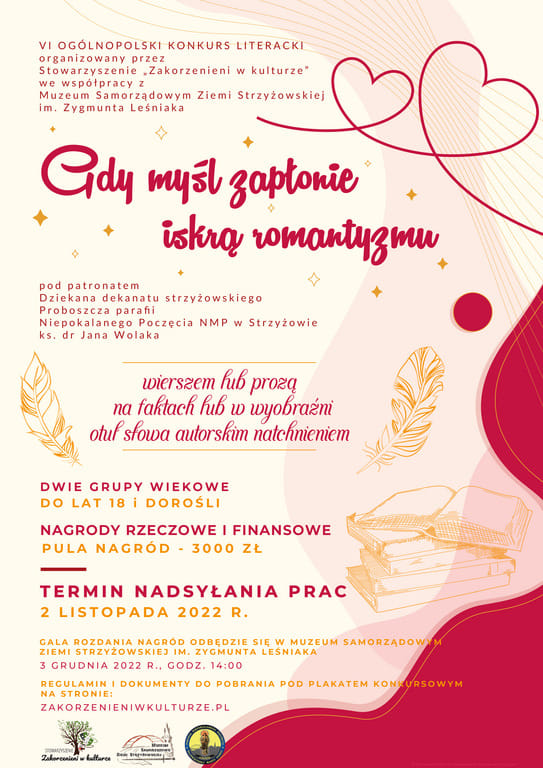 VI OGÓLNOPOLSKI KONKURS LITERACKI
organizowany przez
Stowarzyszenie „Zakorzenieni w kulturze”
we współpracy z
Muzeum Samorządowym Ziemi Strzyżowskiej
im. Zygmunta Leśniaka
Gdy myśl zapłonie
iskrą romantyzmu
pod patronatem
Dziekana dekanatu strzyżowskiego
Proboszcza parafii
Niepokalanego Poczęcia NMP w Strzyżowie
ks. dr Jana Wolaka
wierszem lub prozą
na faktach lub w wyobraźni
otul słowa autorskim natchnieniem
DWIE GRUPY WIEKOWE
DO LAT 18 i DOROŚLI
NAGRODY RZECZOWE I FINANSOWE
PULA NAGRÓD - 3000 ZŁ
TERMIN NADSYŁANIA PRAC
2 LISTOPADA 2022 R.
GALA ROZDANIA NAGRÓD ODBĘDZIE SIĘ W MUZEUM SAMORZĄDOWYM
ZIEMI STRZYŻOWSKIEJ IM. ZYGMUNTA LEŚNIAKA
3 GRUDNIA 2022 R., GODZ. 14:00
REGULAMIN I DOKUMENTY DO POBRANIA POD PLAKATEM KONKURSOWYM
NA STRONIE:
ZAKORZENIENIWKULTURZE.PL
STOWARZYSZENIE
Zakorzenieni w kulturze
Muzeum
Samorządowe
Ziemi Strzyżowskiej